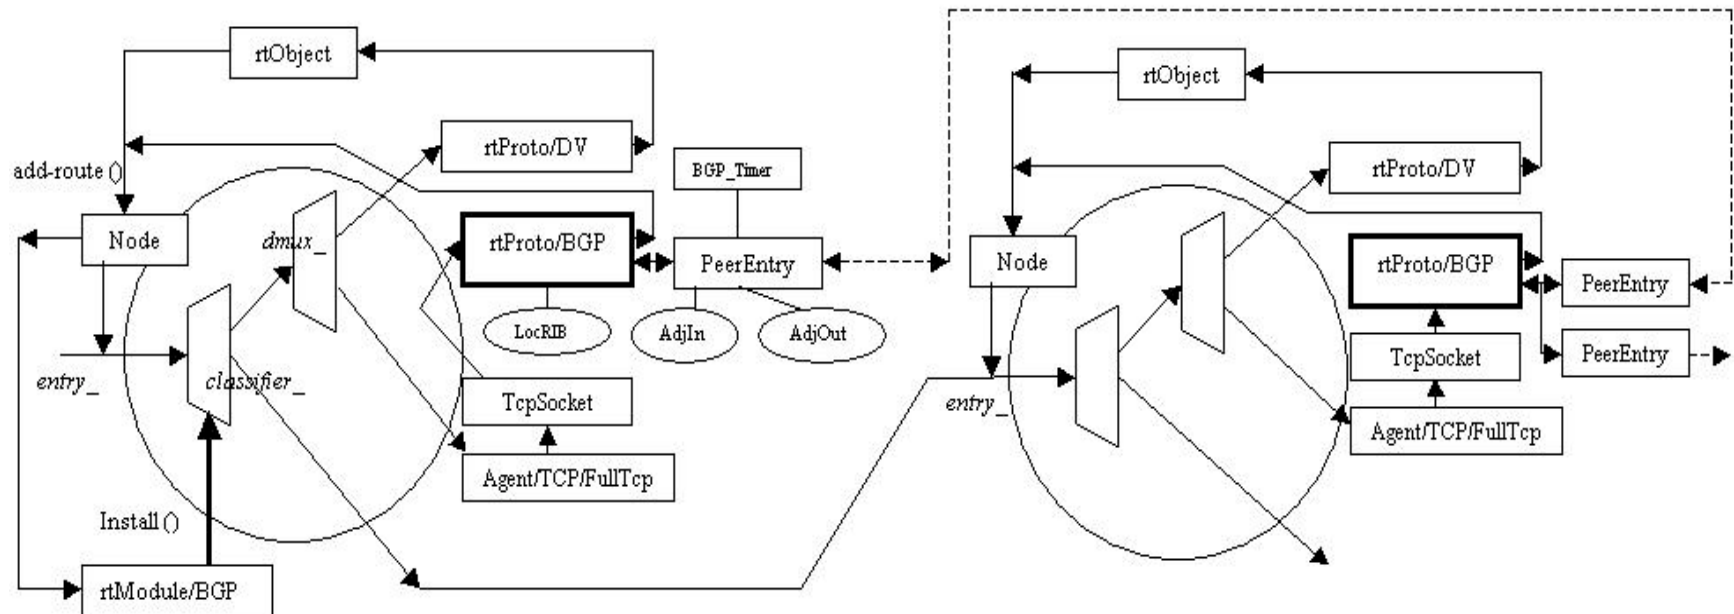 rtObject
rtProto/DV
add-route ()
BGP_Timer
Node
dmux_
rtProto/BGP
PeerEntry
LocRIB
AdjIn
AdjOut
entry_
classifier_
TcpSocket
Agent/TCP/FullTcp
Install ()
rtModule/BGP
rtObject
rtProto/DV
Node
rtProto/BGP
PeerEntry
TcpSocket
PeerEntry
entry_
Agent/TCP/FullTcp